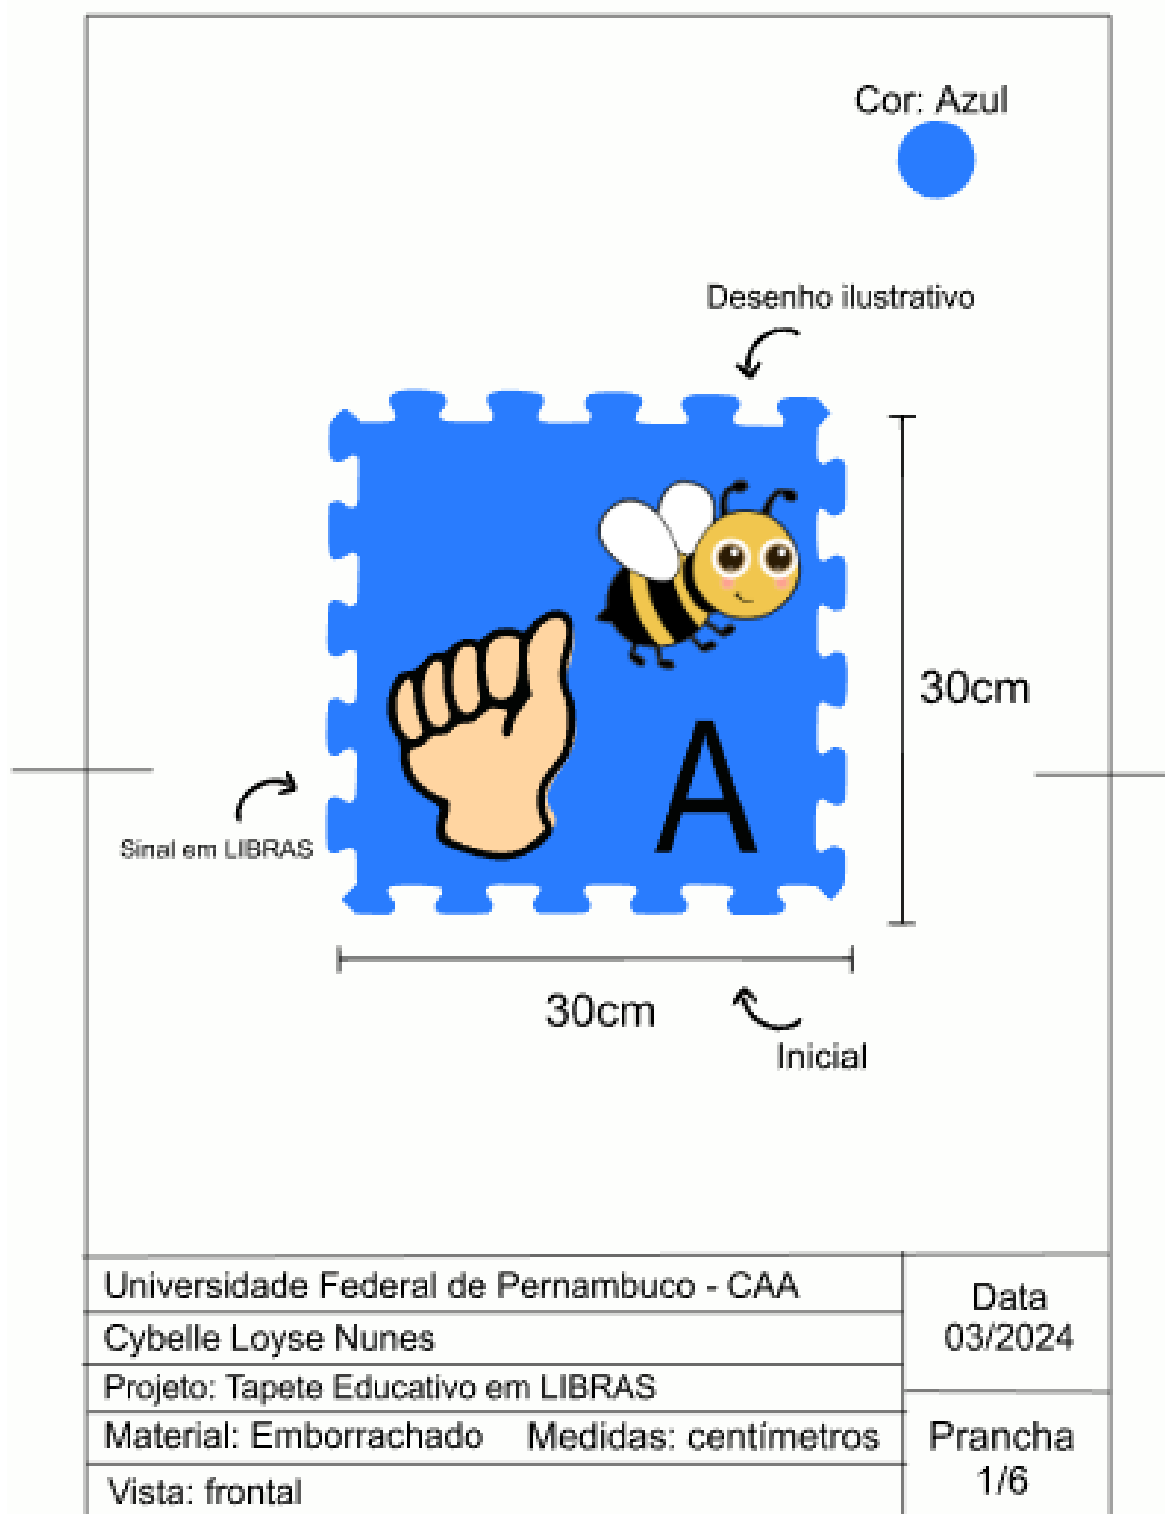 Cor: Azul
Desenho ilustrativo
30cm
A
Sinal em LIBRAS
30cm
Inicial
Universidade Federal de Pernambuco - CAA
Cybelle Loyse Nunes
Projeto: Tapete Educativo em LIBRAS
Material: Emborrachado Medidas: centímetros
Vista: frontal
Data
03/2024
Prancha
1/6